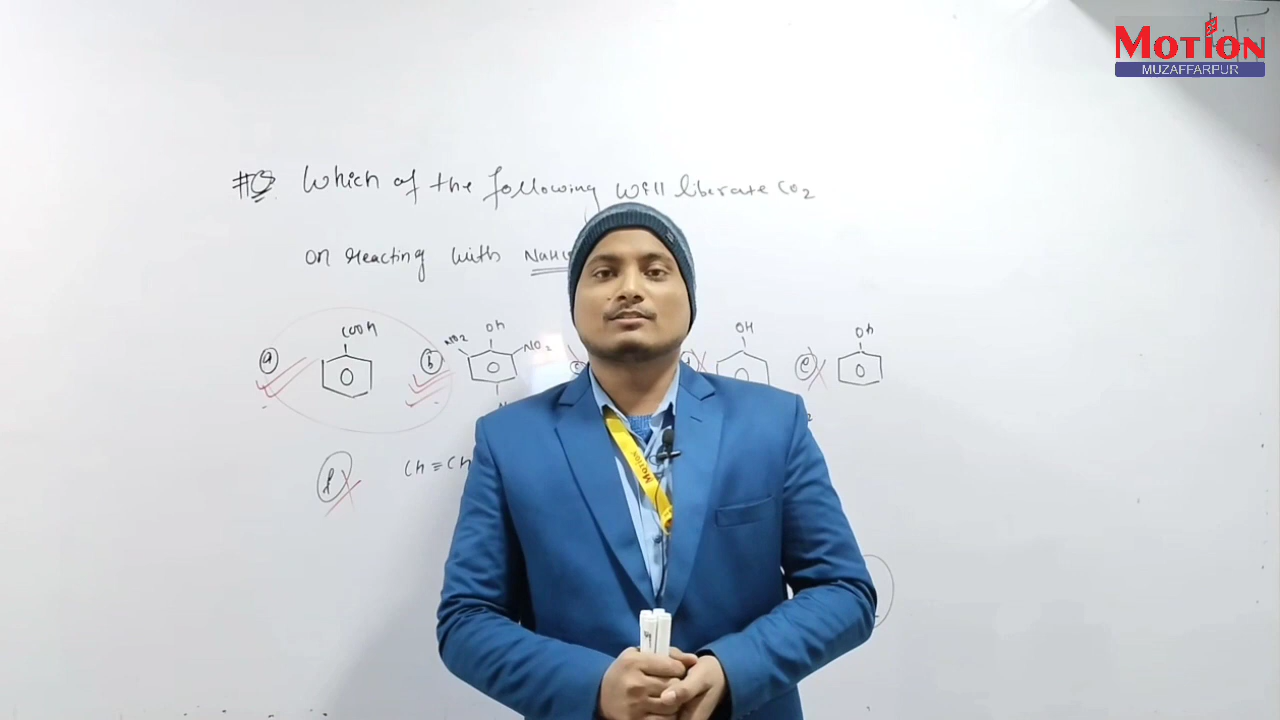 MOTION
MUZAFFARPUR
#Q Which of the following will liberate CO2
on reacting with
COOH
OH
OH
OH
NO2
NO2
(a)
(b)
(e)
(f)
CH≡CH
MOTION